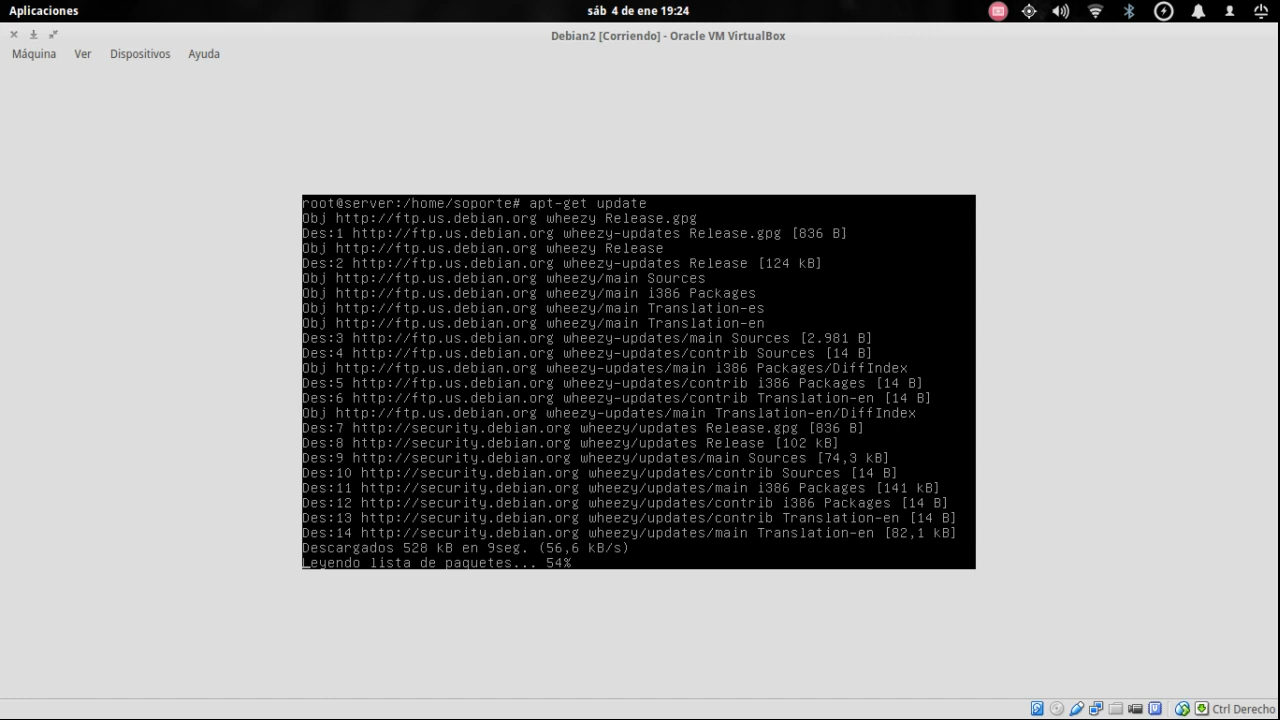 Aplicaciones
sáb 4 de ene 19:24
Debian2 [Corriendo] - Oracle VM VirtualBox
Máquina Ver Dispositivos Ayuda
root@server:/home/soporte# apt-get update
Obj http://ftp.us.debian.org wheezy Release.gpg
Des:1 http://ftp.us.debian.org wheezy-updates Release.gpg [836 B]
Obj http://ftp.us.debian.org wheezy Release
Des:2 http://ftp.us.debian.org wheezy-updates Release [124 kB]
Obj http://ftp.us.debian.org wheezy/main Sources
Obj http://ftp.us.debian.org wheezy/main i386 Packages
Obj http://ftp.us.debian.org wheezy/main Translation-es
Obj http://ftp.us.debian.org wheezy/main Translation-en
Des:3 http://ftp.us.debian.org wheezy-updates/main Sources [2.981 B]
Des:4 http://ftp.us.debian.org wheezy-updates/contrib Sources [14 B]
Obj http://ftp.us.debian.org wheezy-updates/main i386 Packages/DiffIndex
Des:5 http://ftp.us.debian.org wheezy-updates/contrib i386 Packages [14 B]
Des:6 http://ftp.us.debian.org wheezy-updates/contrib Translation-en [14 B]
Obj http://ftp.us.debian.org wheezy-updates/main Translation-en/DiffIndex
Des:7 http://security.debian.org wheezy/updates Release.gpg [836 B]
Des:8 http://security.debian.org wheezy/updates Release [102 kB]
Des:9 http://security.debian.org wheezy/updates/main Sources [74,3 kB]
Des:10 http://security.debian.org wheezy/updates/contrib Sources [14 B]
Des:11 http://security.debian.org wheezy/updates/main i386 Packages [141 kB]
Des:12 http://security.debian.org wheezy/updates/contrib i386 Packages [14 B]
Des:13 http://security.debian.org wheezy/updates/contrib Translation-en [14 B]
Des:14 http://security.debian.org wheezy/updates/main Translation-en [82,1 kB]
Descargados 528 kB en 9seg. (56,6 kB/s)
Leyendo lista de paquetes... 54%
Ctrl Derecho